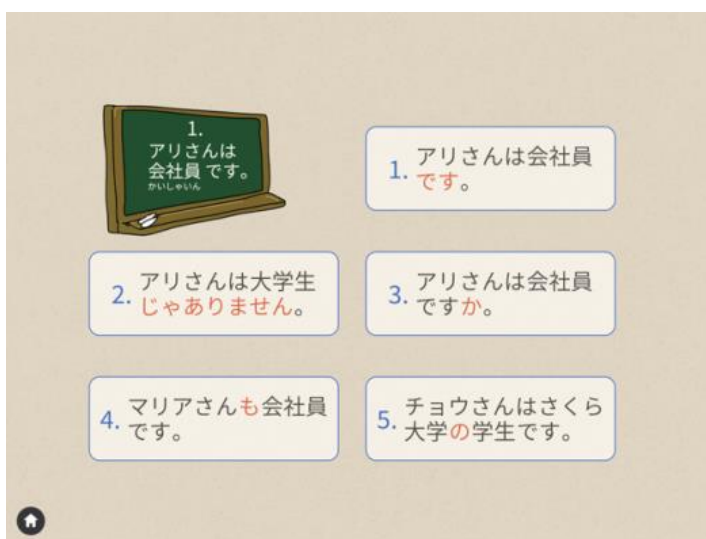 1.
アリさんは
会社員 です。
かいしゃいん
1. アリさんは会社員
です。
2. アリさんは大学生
じゃありません。
3. アリさんは会社員
ですか。
4. マリアさんも会社員
です。
5. チョウさんはさくら
大学の学生です。